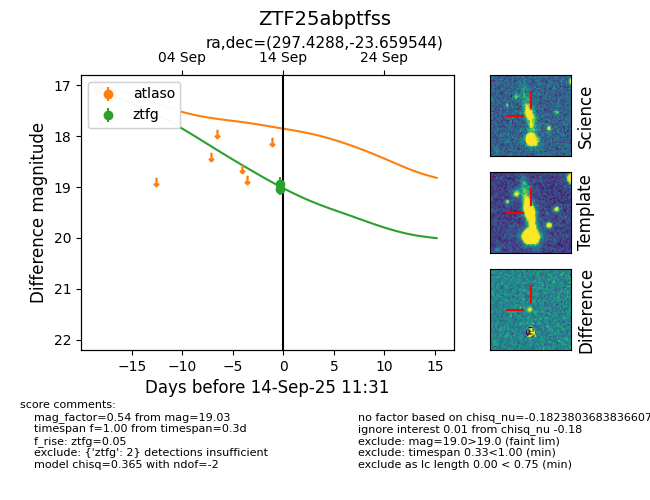 ZTF25abptfss
ra,dec=(297.4288,-23.659544)
04 Sep 14 Sep 24 Sep
17
18
19
20
21
22
atlaso
ztfg
Difference magnitude
−15 −10 −5 0 5 10 15
Days before 14-Sep-25 11:31
Science
Template
Difference
score comments:
mag_factor=0.54 from mag=19.03
timespan f=1.00 from timespan=0.3d
f_rise: ztfg=0.05
exclude: {'ztfg': 2} detections insufficient
model chisq=0.365 with ndof=-2
no factor based on chisq_nu=-0.1823803683836607
ignore interest 0.01 from chisq_nu -0.18
exclude: mag=19.0>19.0 (faint lim)
exclude: timespan 0.33<1.00 (min)
exclude as lc length 0.00 < 0.75 (min)